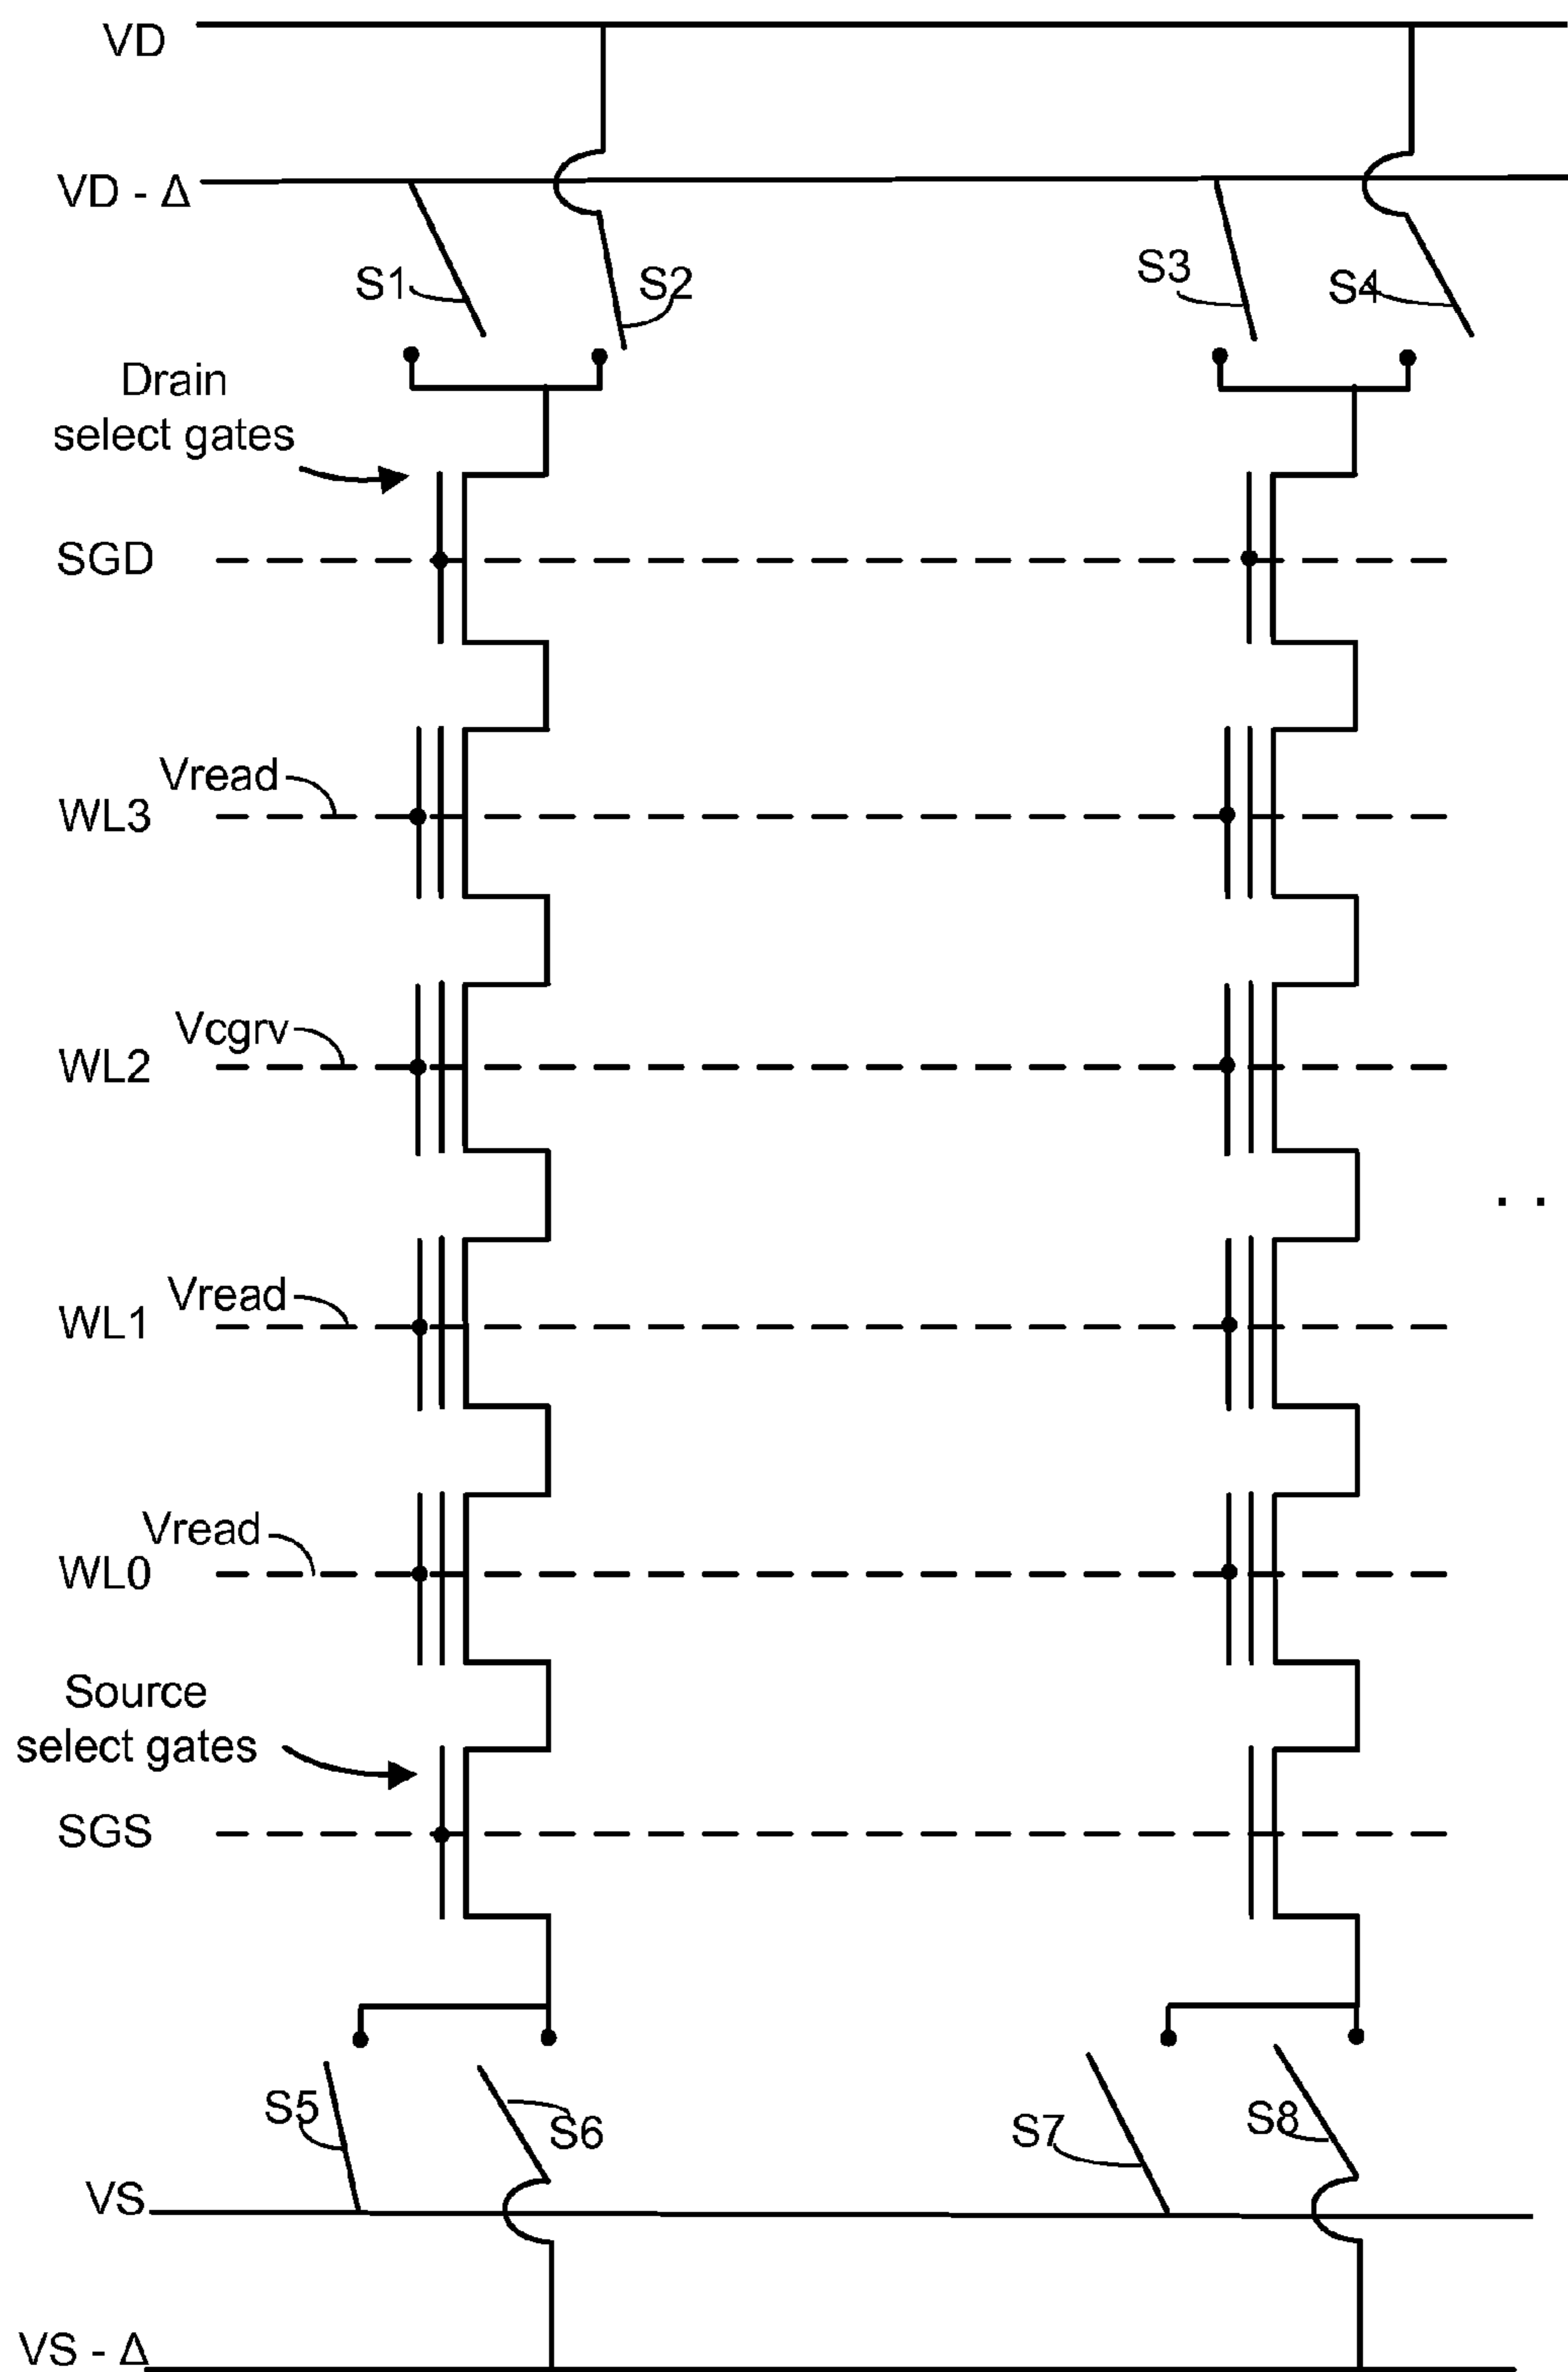 VD
VD - Δ
S1
S2
S3
S4
Drain
select gates
SGD
Vread
WL3
Vcgrv
WL2
. .
Vread
WL1
Vread
WL0
Source
select gates
SGS
S5
S6
S7
S8
VS
VS - Δ